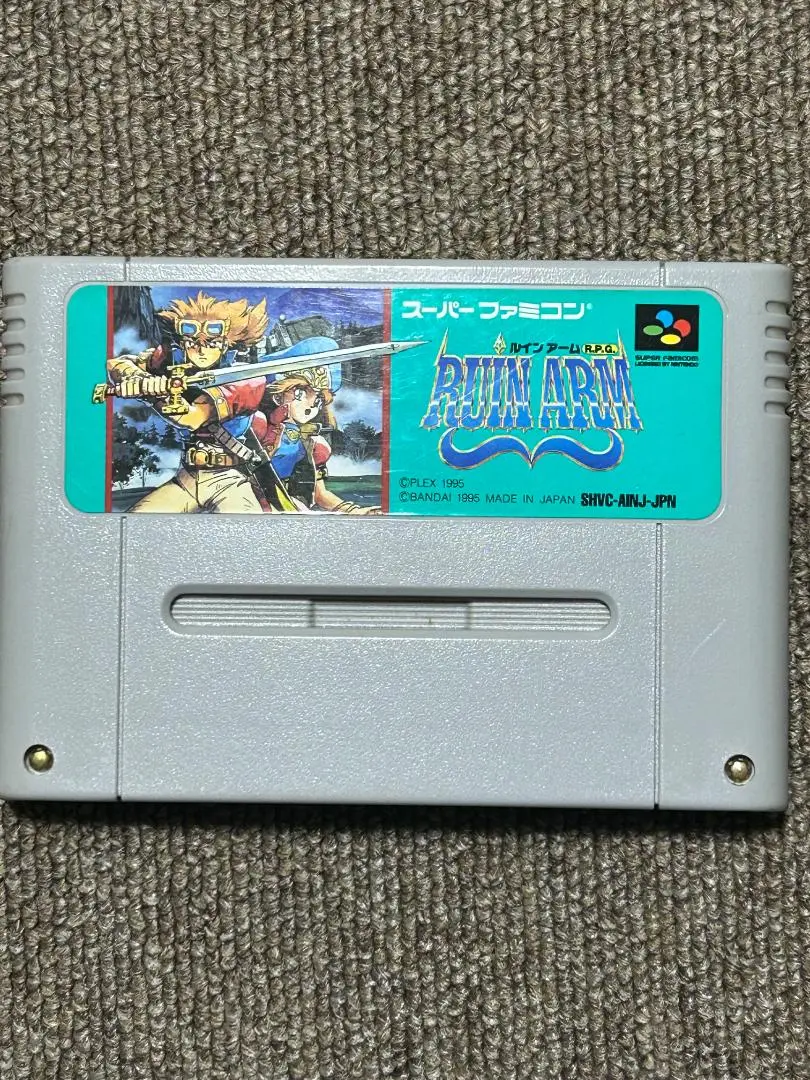 スーパーファミコン®
ルインアーム R.P.G.
RUIN ARM
SUPER FAMICOM
LICENSED BY NINTENDO
©PLEX 1995
©BANDAI 1995 MADE IN JAPAN SHVC-AINJ-JPN